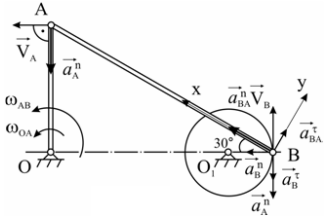 A
V_A
a_A^n
x
a_BA^n V_B
y
ω_AB
a_BA^τ
ω_OA
30°
O
O_1
a_B^n
B
a_B^τ
a_A^n